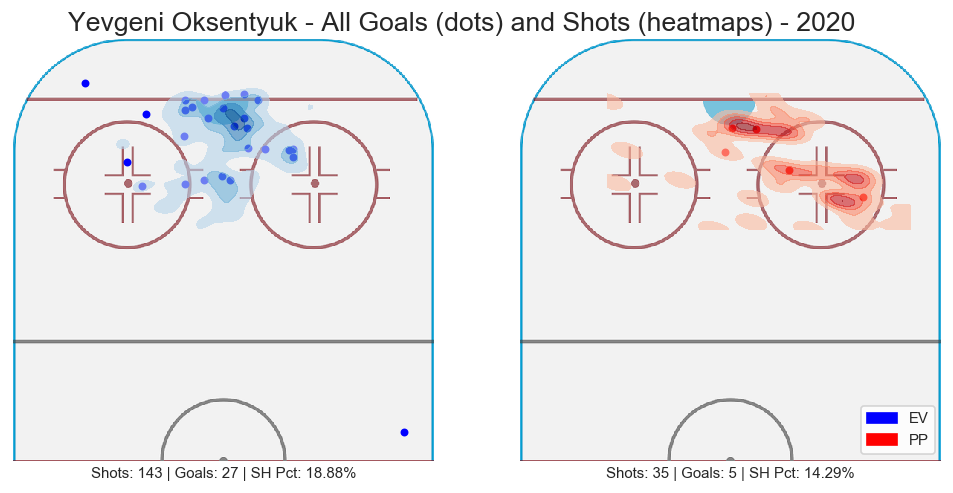 Yevgeni Oksentyuk - All Goals (dots) and Shots (heatmaps) - 2020
EV
PP
Shots: 143 | Goals: 27 | SH Pct: 18.88%
Shots: 35 | Goals: 5 | SH Pct: 14.29%